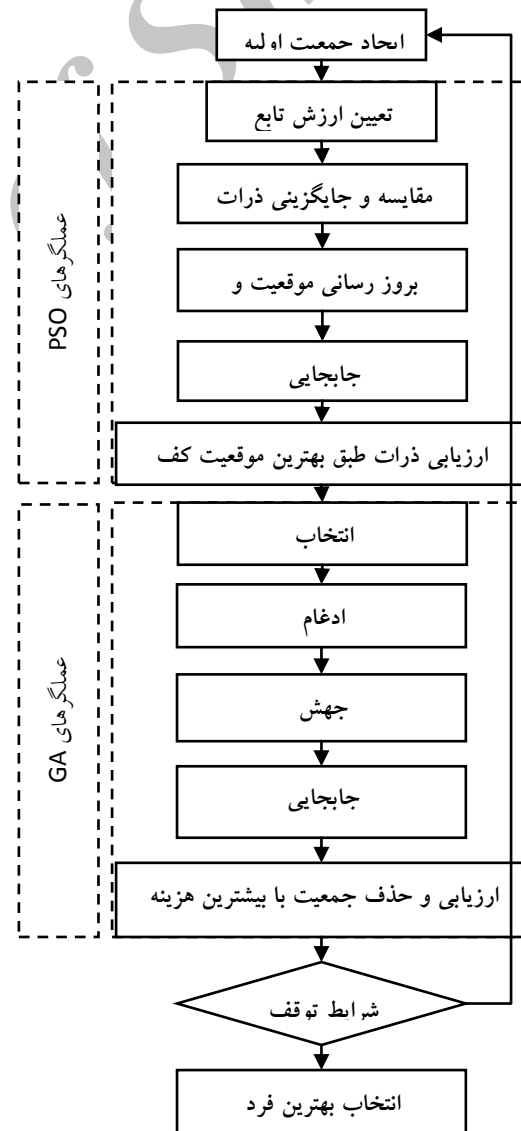 ایجاد جمعیت اولیه
تعیین ارزش تابع
مقایسه و جایگزینی ذرات
بروز رسانی موقعیت و
جابجایی
ارزیابی ذرات طبق بهترین موقعیت کف
عملگرهای PSO
انتخاب
ادغام
جهش
جابجایی
ارزیابی و حذف جمعیت با بیشترین هزینه
عملگرهای GA
شرایط توقف
انتخاب بهترین فرد